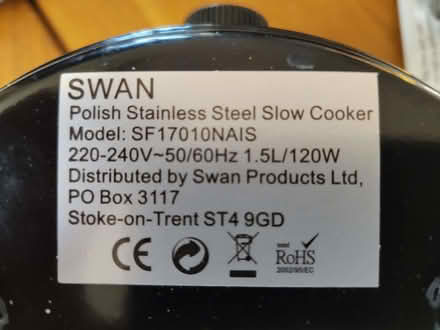 SWAN
Polish Stainless Steel Slow Cooker
Model: SF17010NAIS
220-240V~50/60Hz 1.5L/120W
Distributed by Swan Products Ltd,
PO Box 3117
Stoke-on-Trent ST4 9GD
CE
RoHS
2002/95/EC